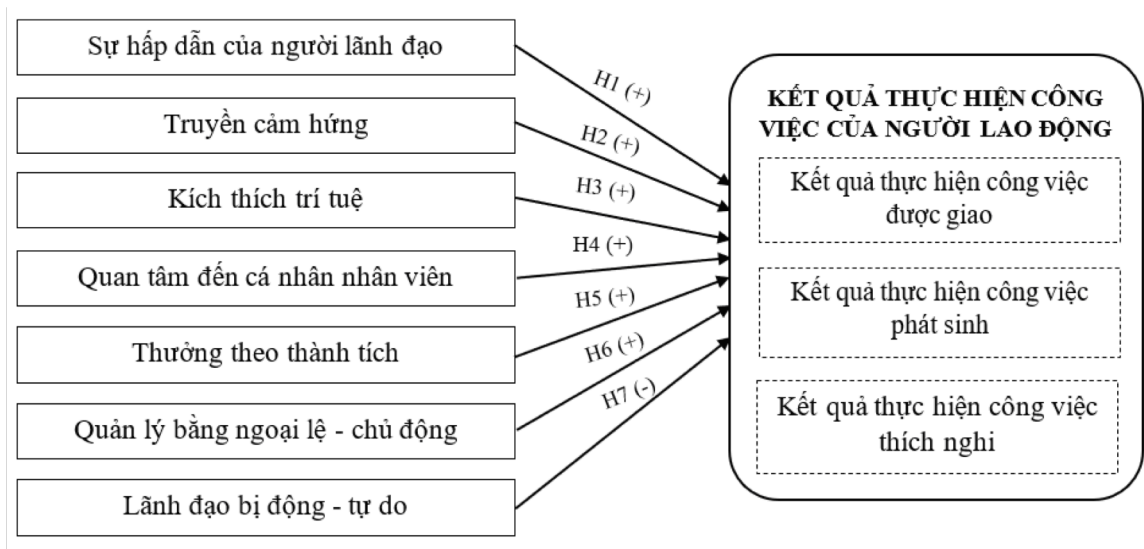 Sự hấp dẫn của người lãnh đạo
Truyền cảm hứng
Kích thích trí tuệ
Quan tâm đến cá nhân nhân viên
Thưởng theo thành tích
Quản lý bằng ngoại lệ - chủ động
Lãnh đạo bị động - tự do
H1 (+)
H2 (+)
H3 (+)
H4 (+)
H5 (+)
H6 (+)
H7 (-)
KẾT QUẢ THỰC HIỆN CÔNG
VIỆC CỦA NGƯỜI LAO ĐỘNG
Kết quả thực hiện công việc
được giao
Kết quả thực hiện công việc
phát sinh
Kết quả thực hiện công việc
thích nghi